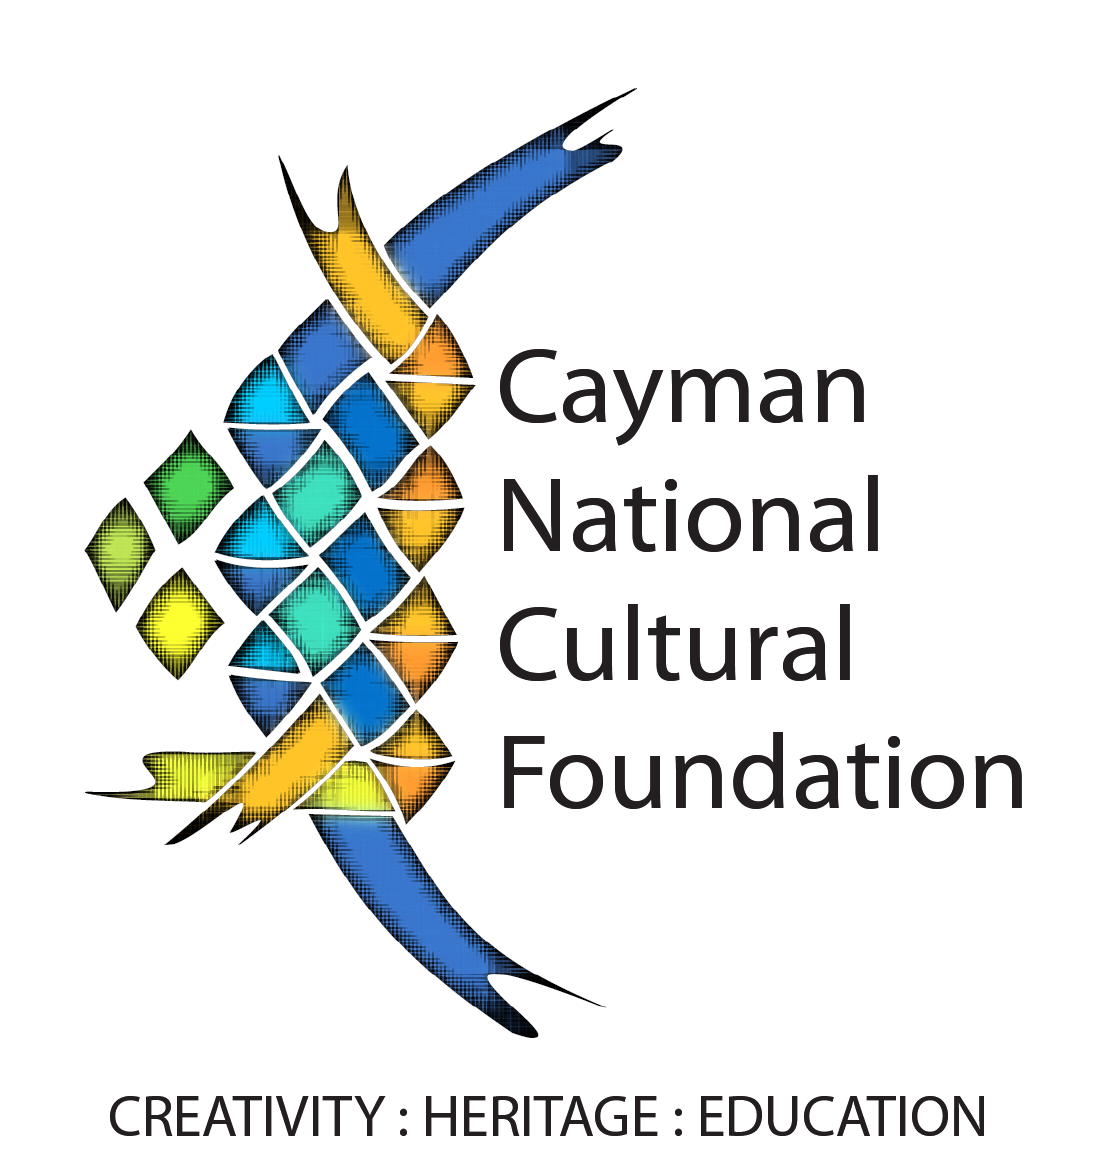 Cayman
National
Cultural
Foundation
CREATIVITY : HERITAGE : EDUCATION